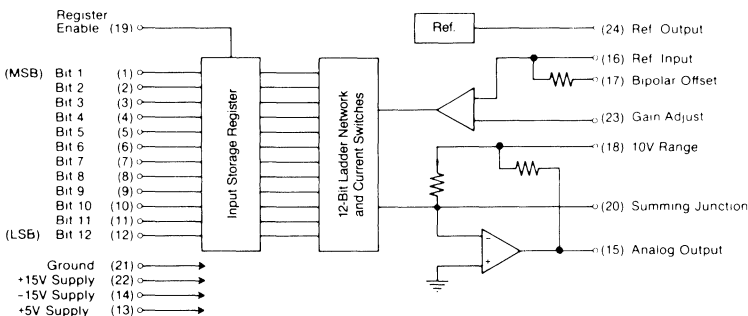 Register
Enable (19)
(MSB) Bit 1 (1)
Bit 2 (2)
Bit 3 (3)
Bit 4 (4)
Bit 5 (5)
Bit 6 (6)
Bit 7 (7)
Bit 8 (8)
Bit 9 (9)
Bit 10 (10)
Bit 11 (11)
(LSB) Bit 12 (12)
Ground (21)
+15V Supply (22)
-15V Supply (14)
+5V Supply (13)
Input Storage Register
12-Bit Ladder Network
and Current Switches
Ref.
(24) Ref Output
(16) Ref Input
(17) Bipolar Offset
(23) Gain Adjust
(18) 10V Range
(20) Summing Junction
(15) Analog Output
−
+